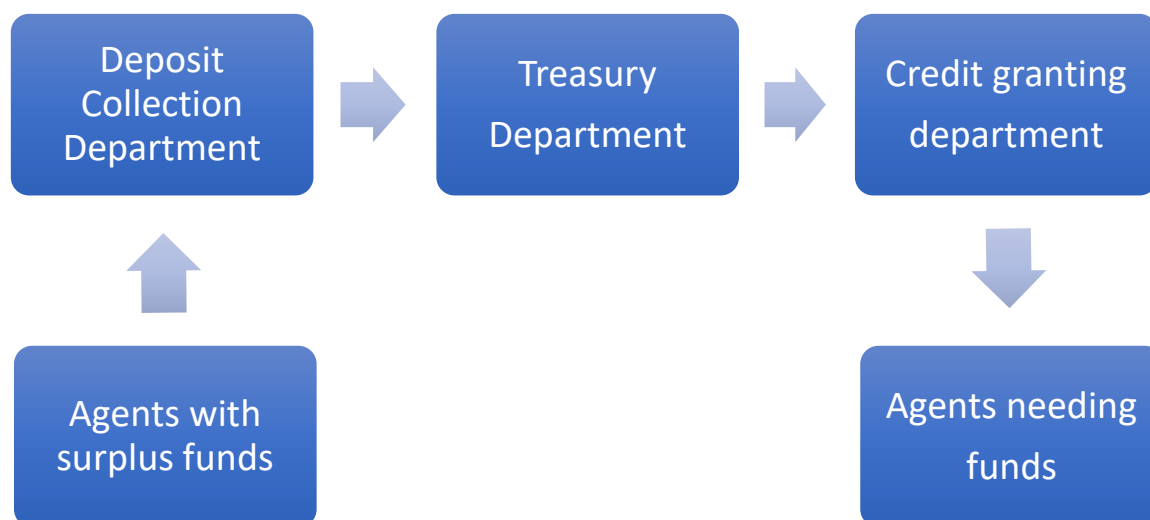 Deposit
Collection
Department
Treasury
Department
Credit granting
department
Agents with
surplus funds
Agents needing
funds